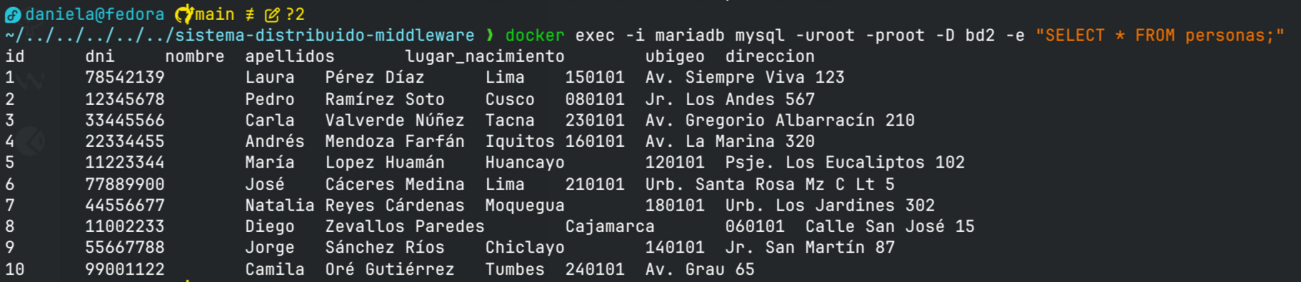 daniela@fedora main ≢ ?2
~/../../../../../sistema-distribuido-middleware ❯ docker exec -i mariadb mysql -uroot -proot -D bd2 -e "SELECT * FROM personas;"
id dni nombre apellidos lugar_nacimiento ubigeo direccion
1 78542139 Laura Pérez Díaz Lima 150101 Av. Siempre Viva 123
2 12345678 Pedro Ramírez Soto Cusco 080101 Jr. Los Andes 567
3 33445566 Carla Valverde Núñez Tacna 230101 Av. Gregorio Albarracín 210
4 22334455 Andrés Mendoza Farfán Iquitos 160101 Av. La Marina 320
5 11223344 María Lopez Huamán Huancayo 120101 Psje. Los Eucaliptos 102
6 77889900 José Cáceres Medina Lima 210101 Urb. Santa Rosa Mz C Lt 5
7 44556677 Natalia Reyes Cárdenas Moquegua 180101 Urb. Los Jardines 302
8 11002233 Diego Zevallos Paredes Cajamarca 060101 Calle San José 15
9 55667788 Jorge Sánchez Ríos Chiclayo 140101 Jr. San Martín 87
10 99001122 Camila Oré Gutiérrez Tumbes 240101 Av. Grau 65